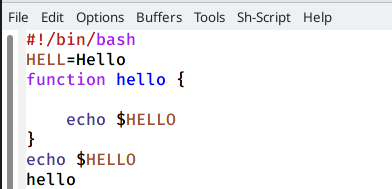 File Edit Options Buffers Tools Sh-Script Help
#!/bin/bash
HELL=Hello
function hello {

    echo $HELLO
}
echo $HELLO
hello